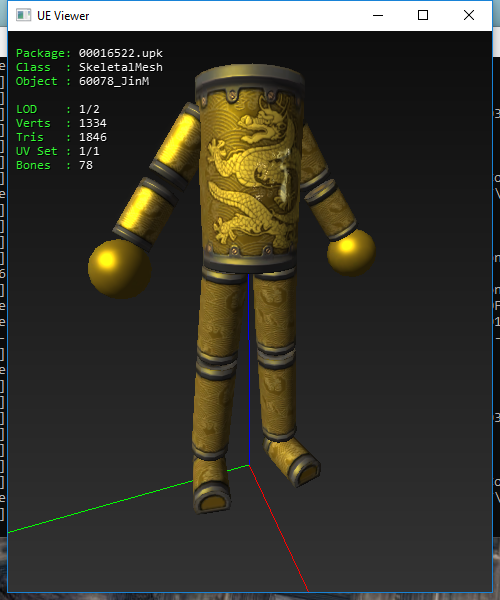 UE Viewer
Package: 00016522.upk
Class : SkeletalMesh
Object : 60078_JinM
LOD : 1/2
Verts : 1334
Tris : 1846
UV Set : 1/1
Bones : 78